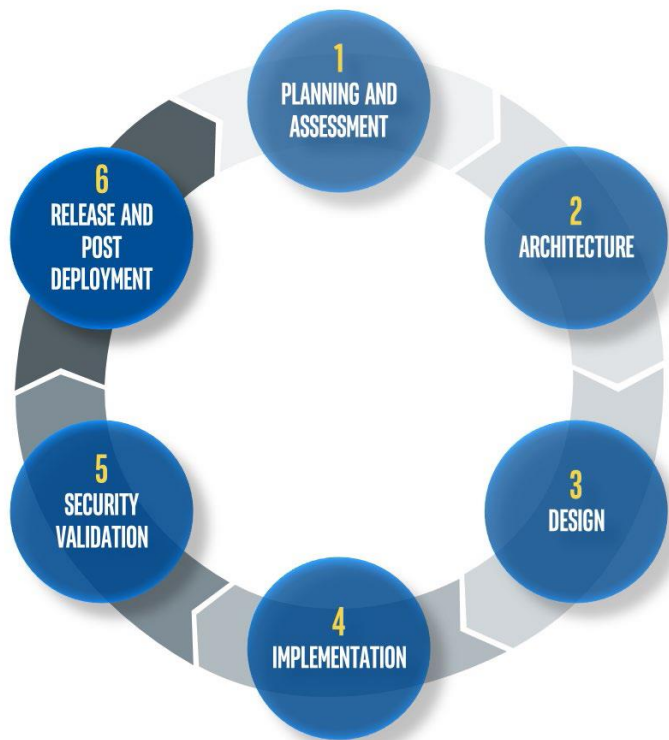 1
PLANNING AND
ASSESSMENT
2
ARCHITECTURE
3
DESIGN
4
IMPLEMENTATION
5
SECURITY
VALIDATION
6
RELEASE AND
POST
DEPLOYMENT